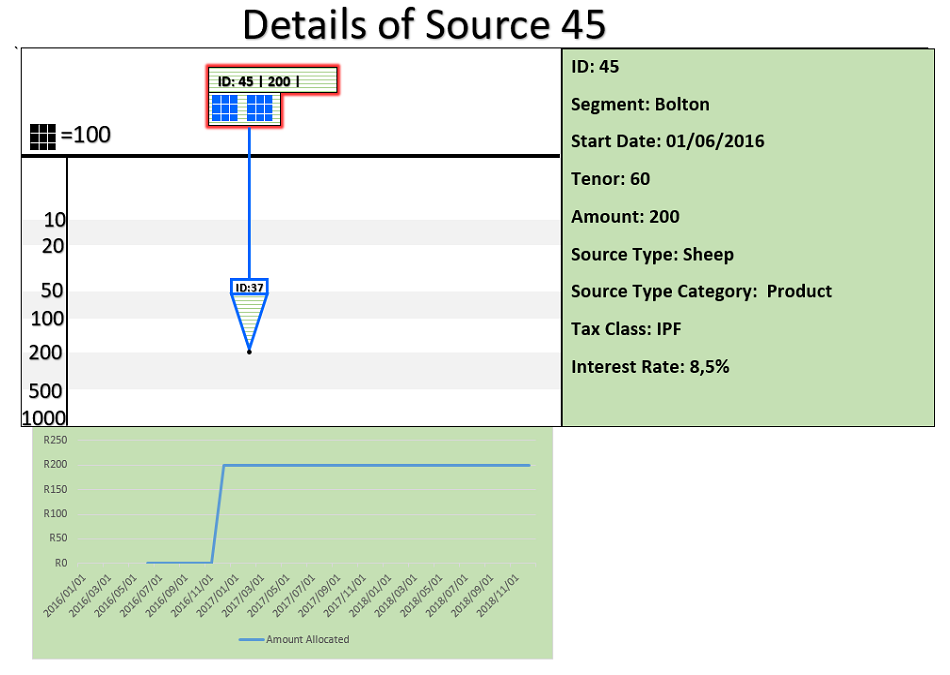 Details of Source 45
`
ID: 45 | 200 |
=100
10
20
50
100
200
500
1000
ID:37
ID: 45
Segment: Bolton
Start Date: 01/06/2016
Tenor: 60
Amount: 200
Source Type: Sheep
Source Type Category:  Product
Tax Class: IPF
Interest Rate: 8,5%
R250
R200
R150
R100
R50
R0
2016/01/01
2016/03/01
2016/05/01
2016/07/01
2016/09/01
2016/11/01
2017/01/01
2017/03/01
2017/05/01
2017/07/01
2017/09/01
2017/11/01
2018/01/01
2018/03/01
2018/05/01
2018/07/01
2018/09/01
2018/11/01
Amount Allocated